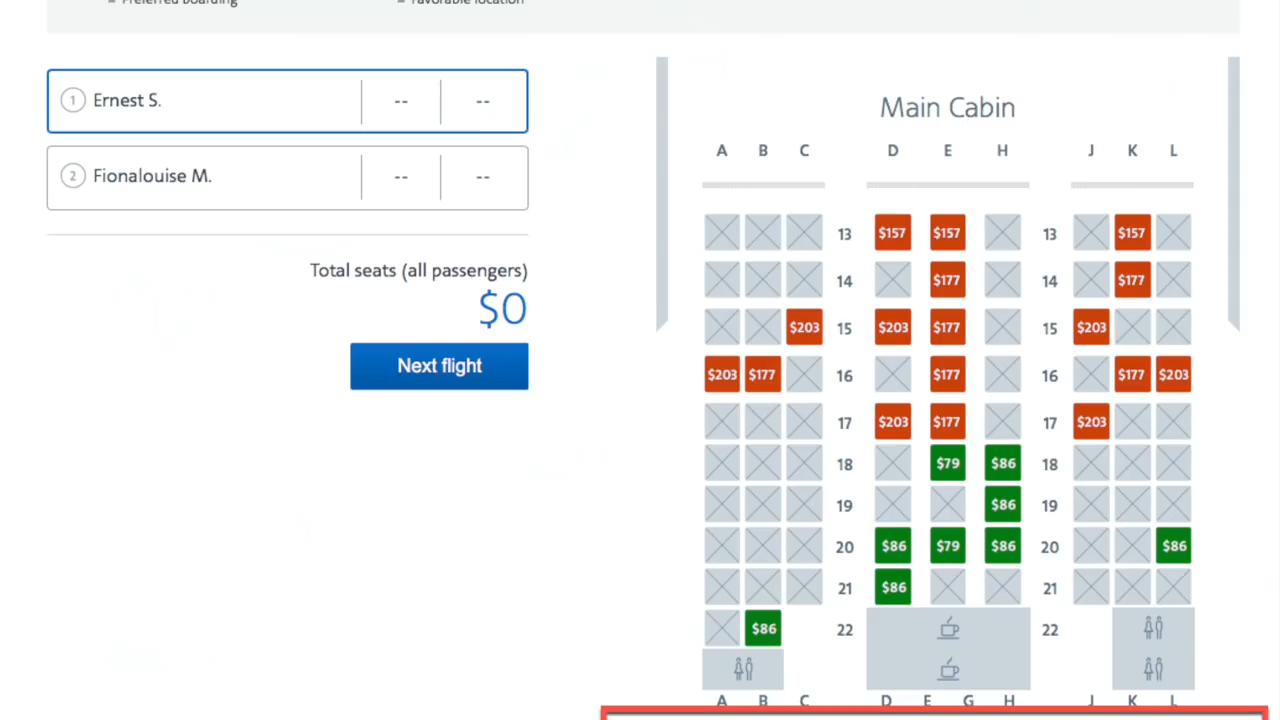 = Preferred boarding
= Favorable location
1 Ernest S. -- --
2 Fionalouise M. -- --
Total seats (all passengers)
$0
Next flight
Main Cabin
A B C D E H J K L
13 $157 $157 13 $157
14 $177 14 $177
$203 15 $203 $177 15 $203
$203 $177 16 $177 16 $177 $203
17 $203 $177 17 $203
18 $79 $86 18
19 $86 19
20 $86 $79 $86 20 $86
21 $86 21
$86 22 22
A B C D E G H J K L